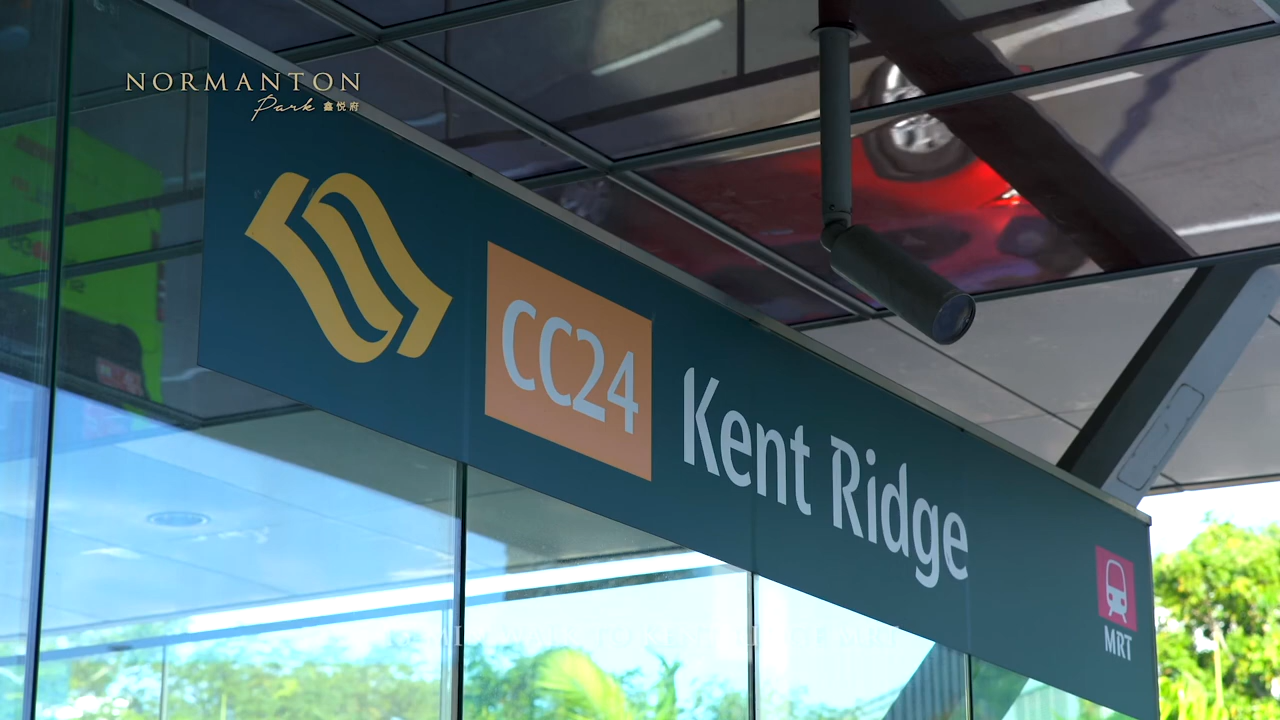 NORMANTON
Park 鑫悦府
CC24
Kent Ridge
MRT